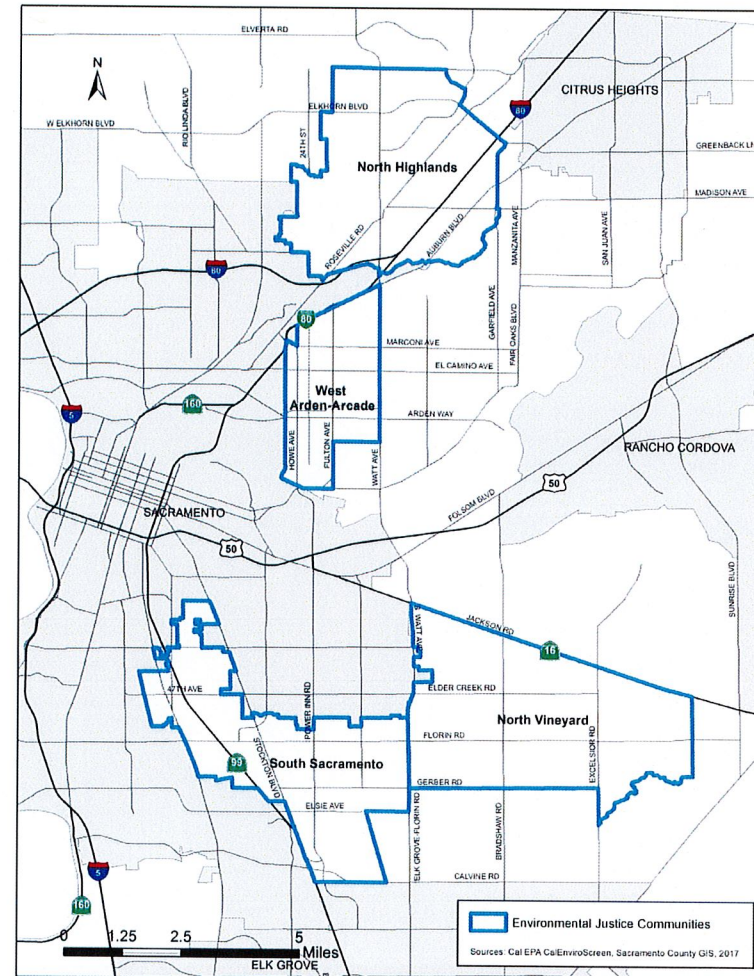 ELVERTA RD
N
CITRUS HEIGHTS
80
ELKHORN BLVD
W ELKHORN BLVD
RIO LINDA BLVD
24TH ST
GREENBACK LN
North Highlands
MADISON AVE
ROSEVILLE RD
AUBURN BLVD
MANZANITA AVE
SAN JUAN AVE
80
GARFIELD AVE
FAIR OAKS BLVD
80
MARCONI AVE
EL CAMINO AVE
West
Arden-Arcade
160
5
ARDEN WAY
HOWE AVE
FULTON AVE
WATT AVE
RANCHO CORDOVA
50
FOLSOM BLVD
SACRAMENTO
50
SUNRISE BLVD
JACKSON RD
S WATT AVE
16
47TH AVE
ELDER CREEK RD
POWER INN RD
North Vineyard
FLORIN RD
EXCELSIOR RD
STOCKTON BLVD
99
South Sacramento
GERBER RD
ELSIE AVE
ELK GROVE-FLORIN RD
BRADSHAW RD
5
CALVINE RD
160
0 1.25 2.5 5
Miles
ELK GROVE
Environmental Justice Communities
Sources: Cal EPA CalEnviroScreen, Sacramento County GIS, 2017